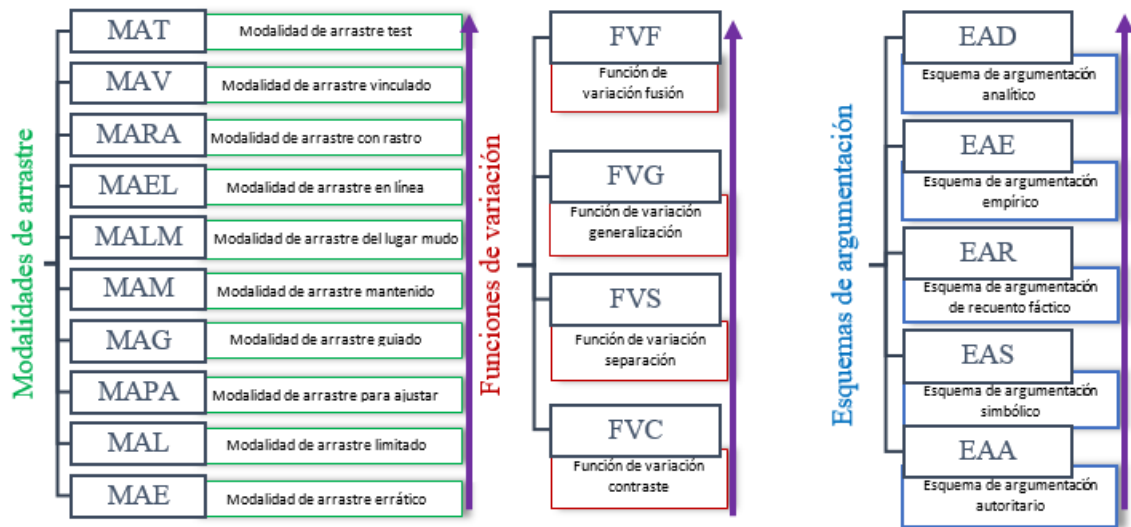 Modalidades de arrastre
MAT
Modalidad de arrastre test
MAV
Modalidad de arrastre vinculado
MARA
Modalidad de arrastre con rastro
MAEL
Modalidad de arrastre en línea
MALM
Modalidad de arrastre del lugar mudo
MAM
Modalidad de arrastre mantenido
MAG
Modalidad de arrastre guiado
MAPA
Modalidad de arrastre para ajustar
MAL
Modalidad de arrastre limitado
MAE
Modalidad de arrastre errático
Funciones de variación
FVF
Función de
variación fusión
FVG
Función de variación
generalización
FVS
Función de variación
separación
FVC
Función de variación
contraste
Esquemas de argumentación
EAD
Esquema de argumentación
analítico
EAE
Esquema de argumentación
empírico
EAR
Esquema de argumentación
de recuento fáctico
EAS
Esquema de argumentación
simbólico
EAA
Esquema de argumentación
autoritario